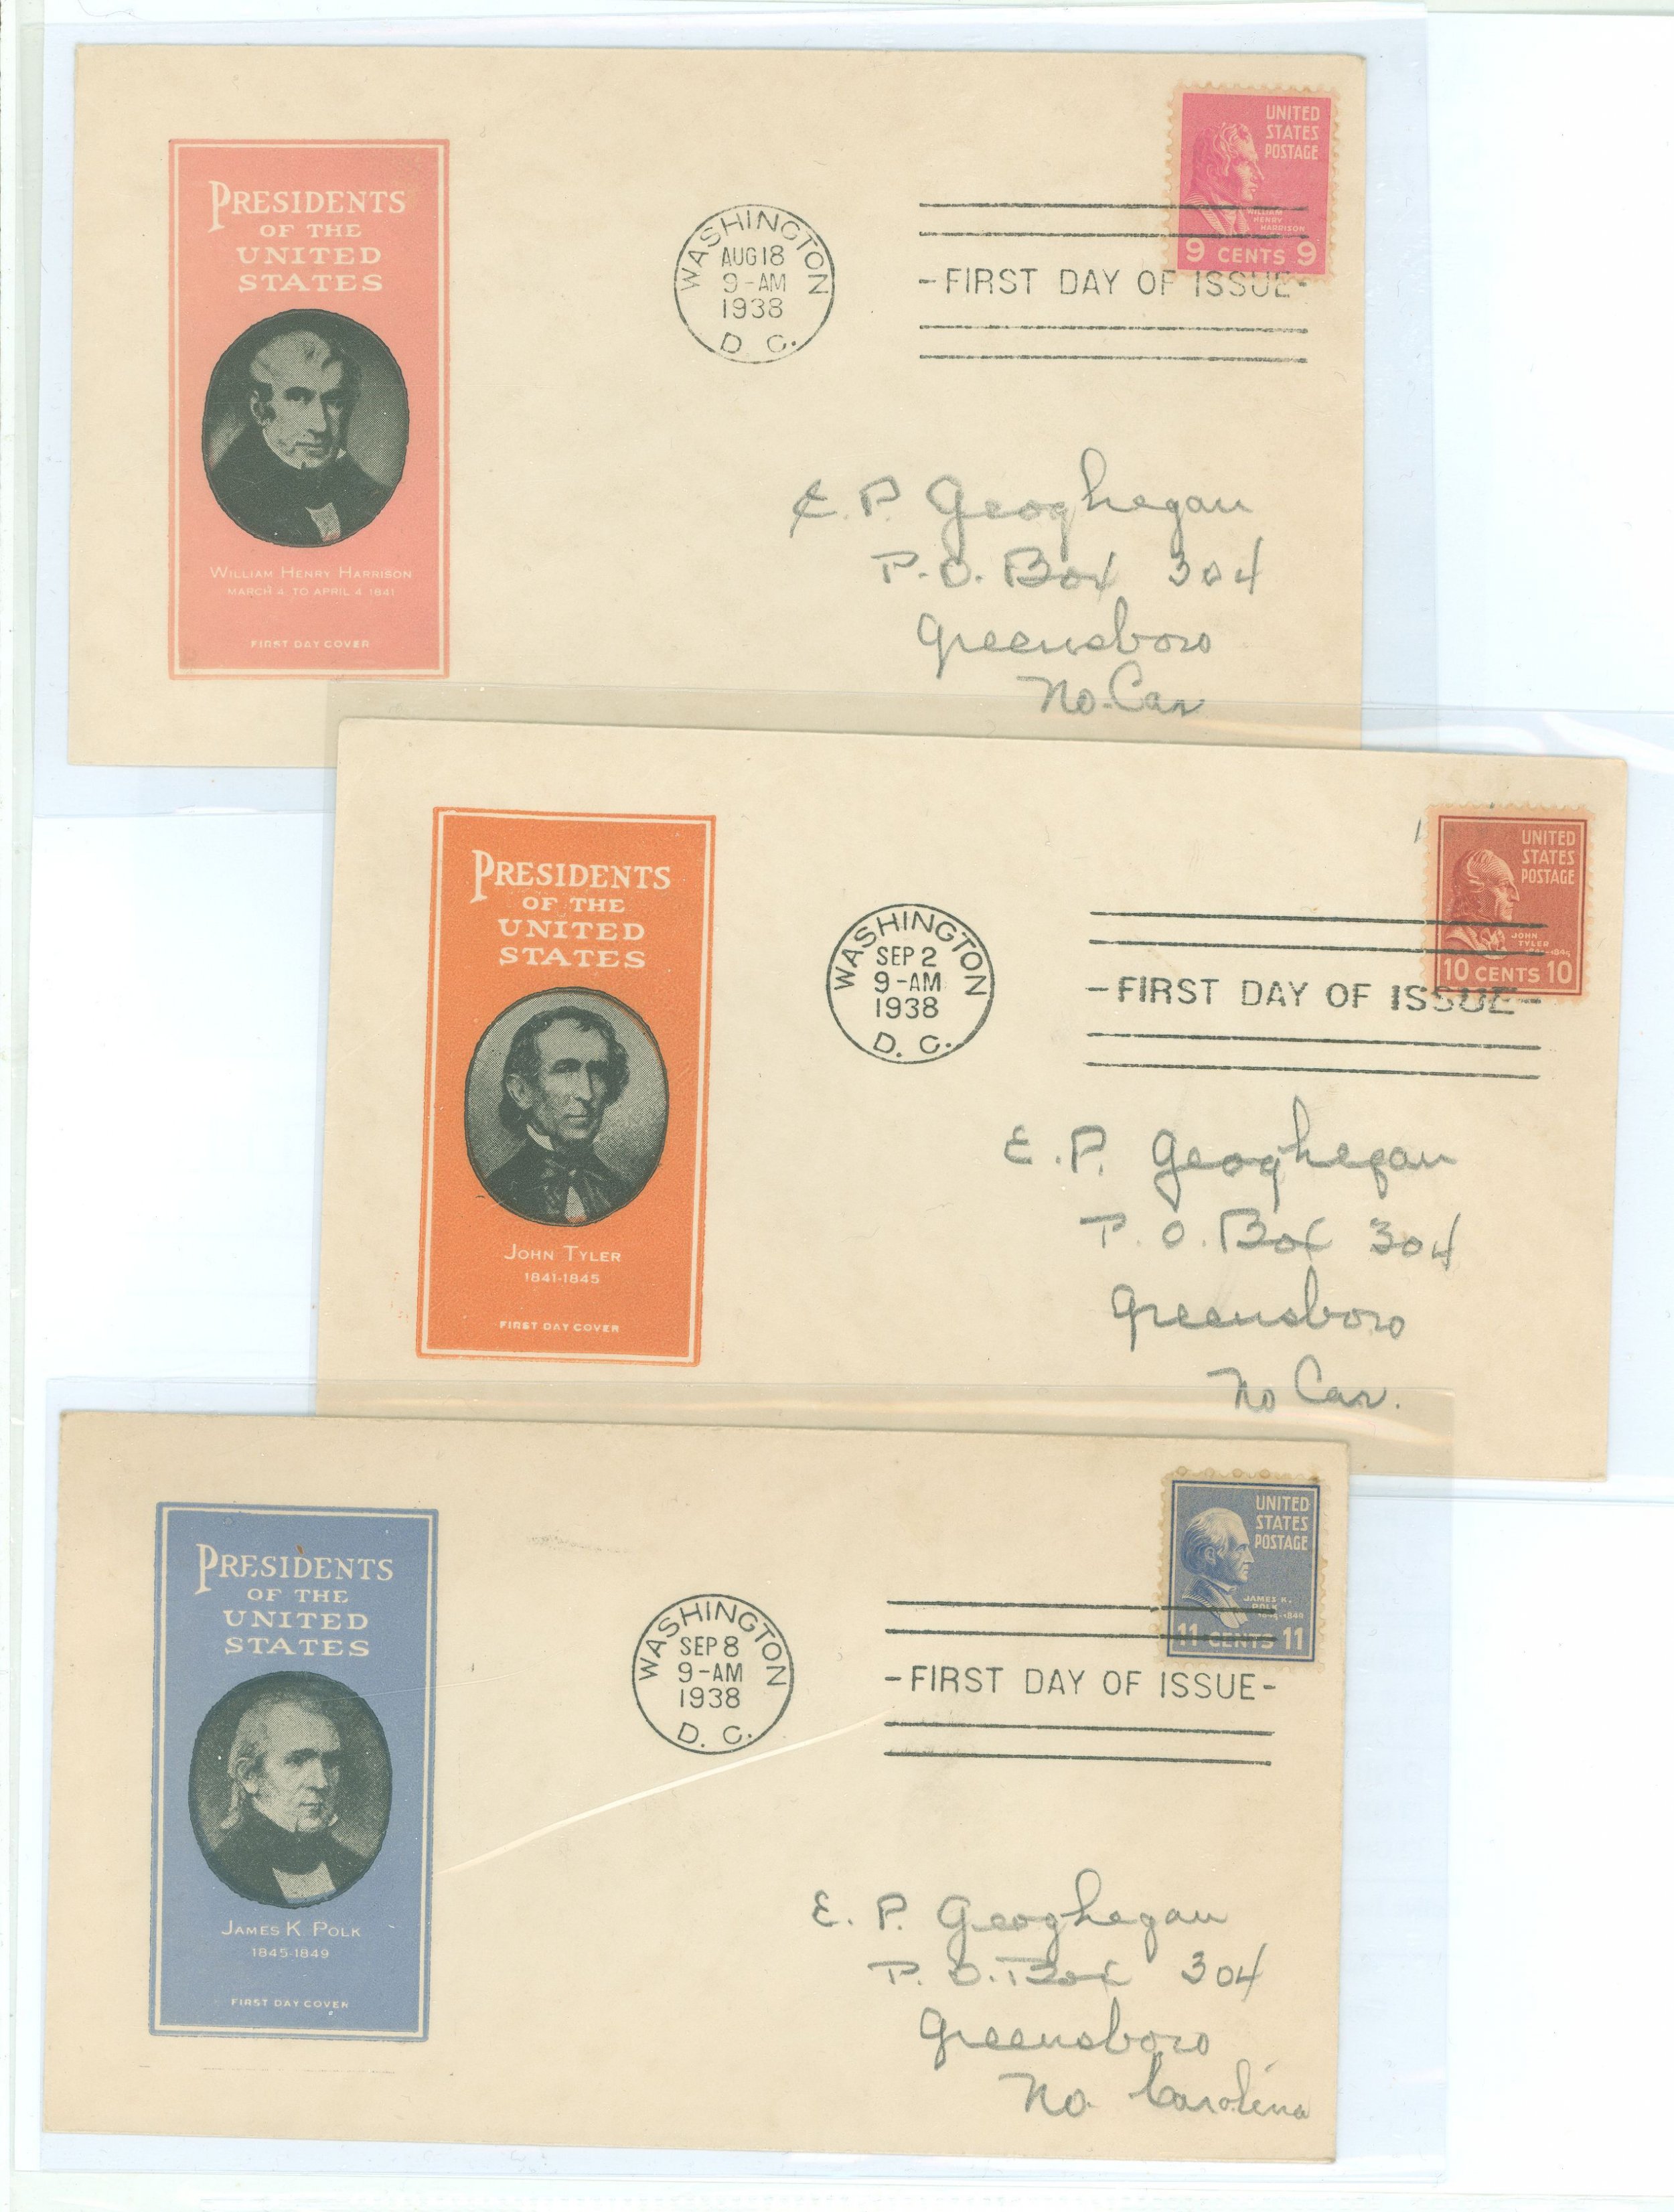 PRESIDENTS
OF THE
UNITED
STATES
WILLIAM HENRY HARRISON
MARCH 4 TO APRIL 4 1841
FIRST DAY COVER
WASHINGTON
AUG 18
9-AM
1938
D. C.
UNITED
STATES
POSTAGE
WILLIAM
HENRY
HARRISON
9 CENTS 9
-FIRST DAY OF ISSUE-
E. P. Geoghegan
P.O. Box 304
Greensboro
No. Car
PRESIDENTS
OF THE
UNITED
STATES
JOHN TYLER
1841-1845
FIRST DAY COVER
WASHINGTON
SEP 2
9-AM
1938
D. C.
UNITED
STATES
POSTAGE
JOHN
TYLER
1841-1845
10 CENTS 10
-FIRST DAY OF ISSUE-
E. P. Geoghegan
P. O. Box 304
Greensboro
No Car.
PRESIDENTS
OF THE
UNITED
STATES
JAMES K. POLK
1845-1849
FIRST DAY COVER
WASHINGTON
SEP 8
9-AM
1938
D. C.
UNITED
STATES
POSTAGE
JAMES K.
POLK
1845-1849
11 CENTS 11
-FIRST DAY OF ISSUE-
E. P. Geoghegan
P. O. Box 304
Greensboro
No. Carolina